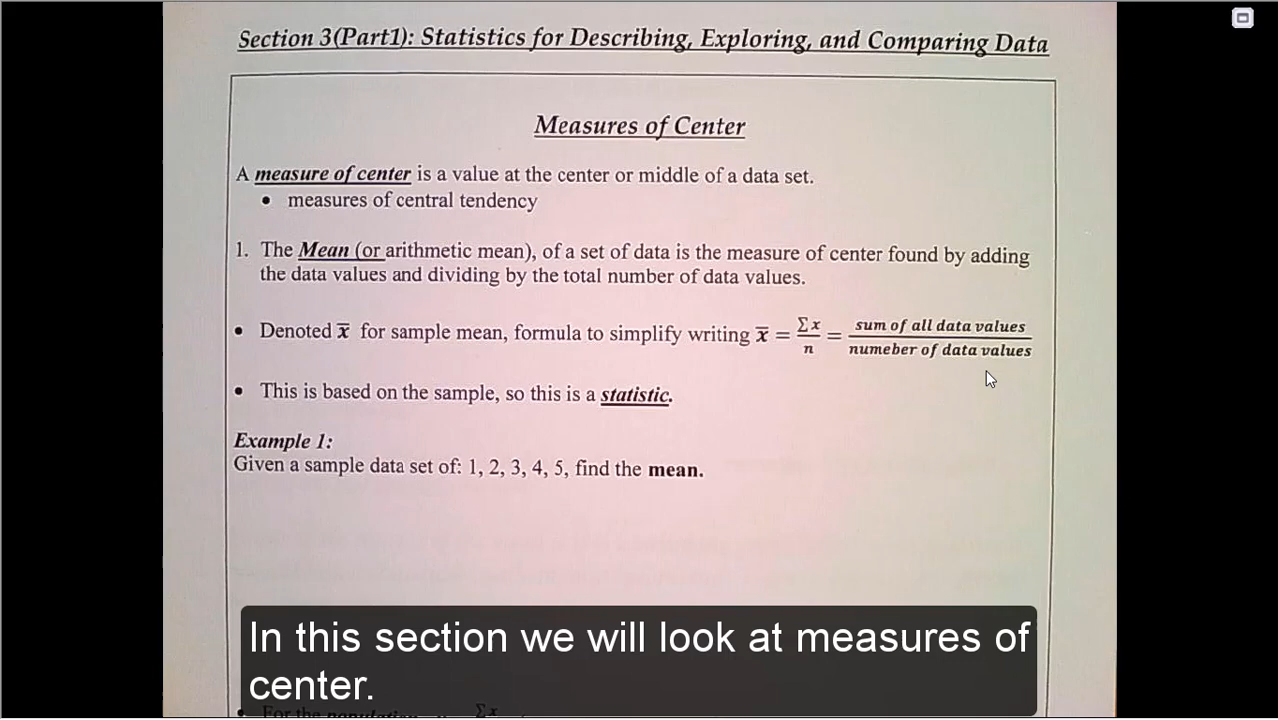 Section 3(Part1): Statistics for Describing, Exploring, and Comparing Data
Measures of Center
A measure of center is a value at the center or middle of a data set.
• measures of central tendency
1. The Mean (or arithmetic mean), of a set of data is the measure of center found by adding
the data values and dividing by the total number of data values.
• Denoted x̄ for sample mean, formula to simplify writing x̄ = Σx/n = sum of all data values/numeber of data values
• This is based on the sample, so this is a statistic.
Example 1:
Given a sample data set of: 1, 2, 3, 4, 5, find the mean.
In this section we will look at measures of
center.
• For the population Σx